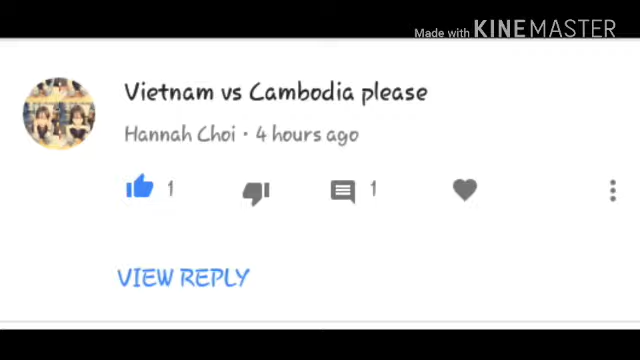 Made with KINEMASTER
Vietnam vs Cambodia please
Hannah Choi · 4 hours ago
1 1
VIEW REPLY